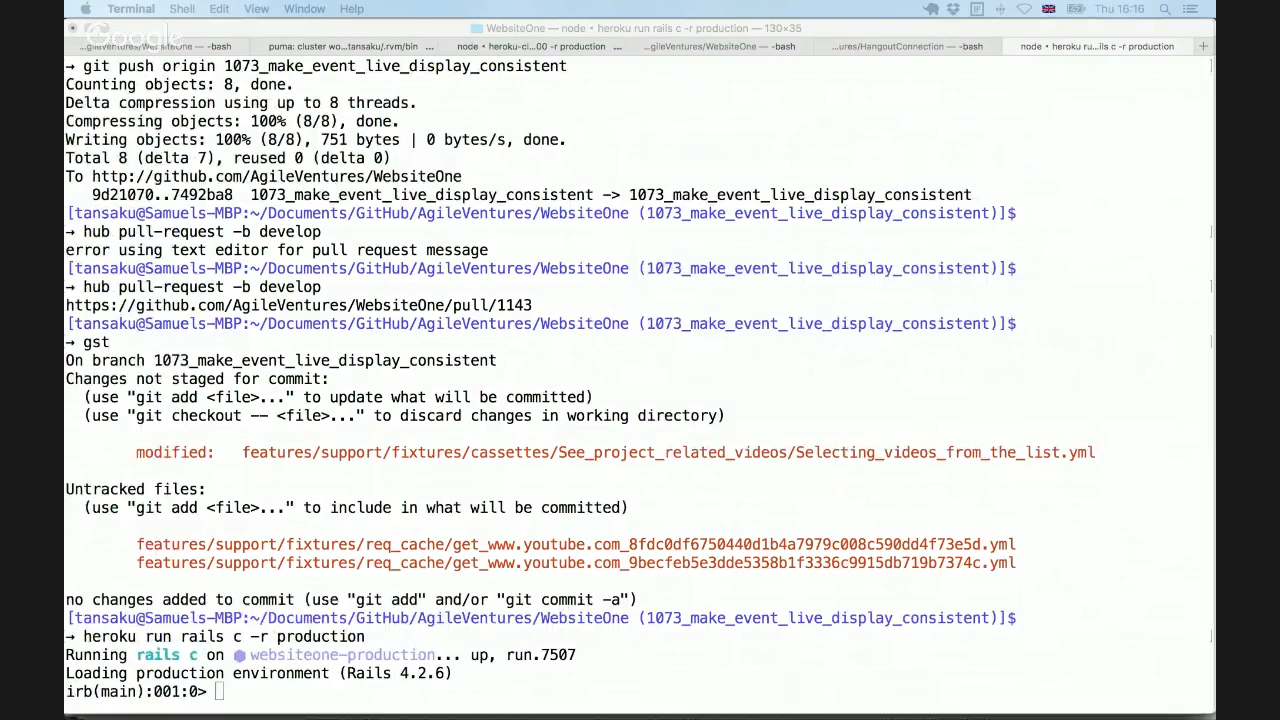 Terminal Shell Edit View Window Help Thu 16:16
Google
WebsiteOne — node • heroku run rails c -r production — 130×35
..gileVentures/WebsiteOne — -bash puma: cluster wo...tansaku/.rvm/bin ... node • heroku-cl...00 -r production ... ...gileVentures/WebsiteOne — -bash ...ures/HangoutConnection — -bash node • heroku ru...ils c -r production +
→ git push origin 1073_make_event_live_display_consistent
Counting objects: 8, done.
Delta compression using up to 8 threads.
Compressing objects: 100% (8/8), done.
Writing objects: 100% (8/8), 751 bytes | 0 bytes/s, done.
Total 8 (delta 7), reused 0 (delta 0)
To http://github.com/AgileVentures/WebsiteOne
9d21070..7492ba8 1073_make_event_live_display_consistent -> 1073_make_event_live_display_consistent
[tansaku@Samuels-MBP:~/Documents/GitHub/AgileVentures/WebsiteOne (1073_make_event_live_display_consistent)]$
→ hub pull-request -b develop
error using text editor for pull request message
[tansaku@Samuels-MBP:~/Documents/GitHub/AgileVentures/WebsiteOne (1073_make_event_live_display_consistent)]$
→ hub pull-request -b develop
https://github.com/AgileVentures/WebsiteOne/pull/1143
[tansaku@Samuels-MBP:~/Documents/GitHub/AgileVentures/WebsiteOne (1073_make_event_live_display_consistent)]$
→ gst
On branch 1073_make_event_live_display_consistent
Changes not staged for commit:
(use "git add <file>..." to update what will be committed)
(use "git checkout -- <file>..." to discard changes in working directory)
modified: features/support/fixtures/cassettes/See_project_related_videos/Selecting_videos_from_the_list.yml
Untracked files:
(use "git add <file>..." to include in what will be committed)
features/support/fixtures/req_cache/get_www.youtube.com_8fdc0df6750440d1b4a7979c008c590dd4f73e5d.yml
features/support/fixtures/req_cache/get_www.youtube.com_9becfeb5e3dde5358b1f3336c9915db719b7374c.yml
no changes added to commit (use "git add" and/or "git commit -a")
[tansaku@Samuels-MBP:~/Documents/GitHub/AgileVentures/WebsiteOne (1073_make_event_live_display_consistent)]$
→ heroku run rails c -r production
Running rails c on websiteone-production... up, run.7507
Loading production environment (Rails 4.2.6)
irb(main):001:0>